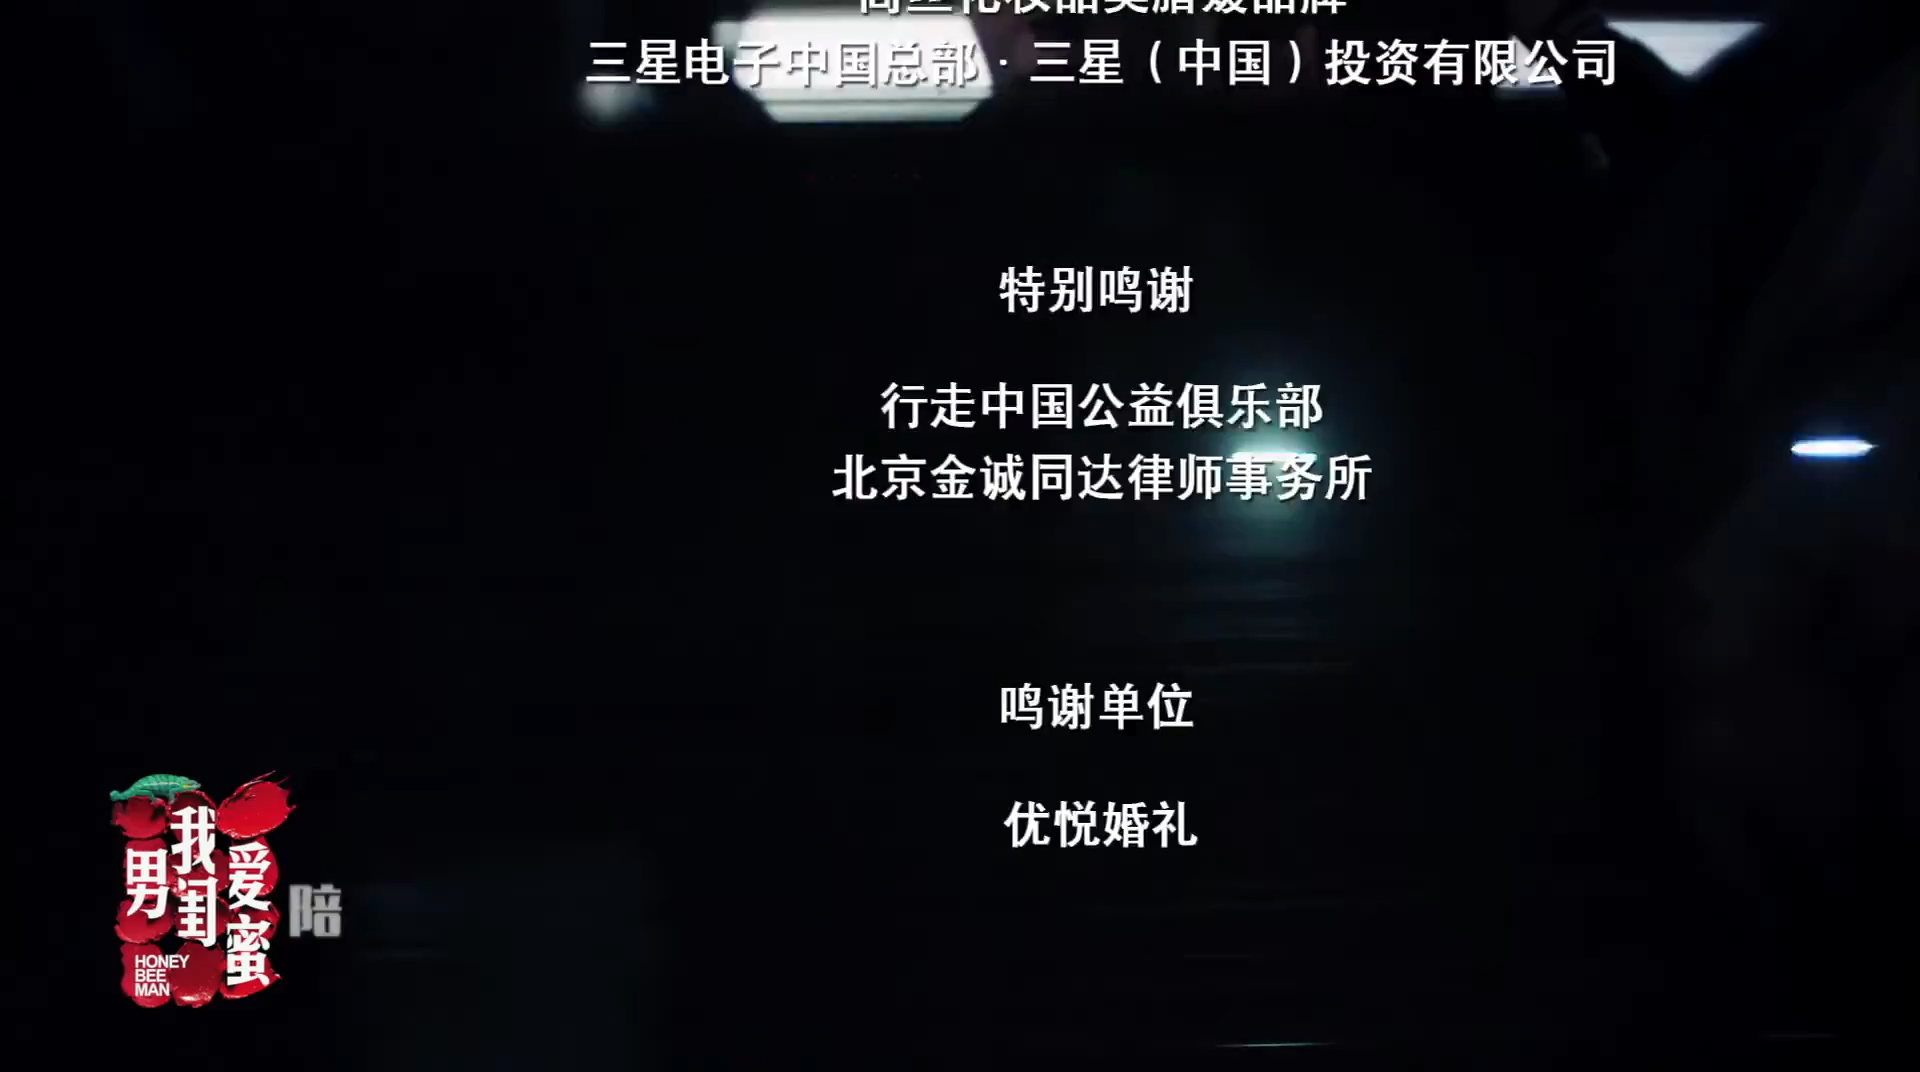 三星电子中国总部·三星（中国）投资有限公司
特别鸣谢
行走中国公益俱乐部
北京金诚同达律师事务所
鸣谢单位
优悦婚礼
我爱男闺蜜
HONEY
BEE
MAN
陪